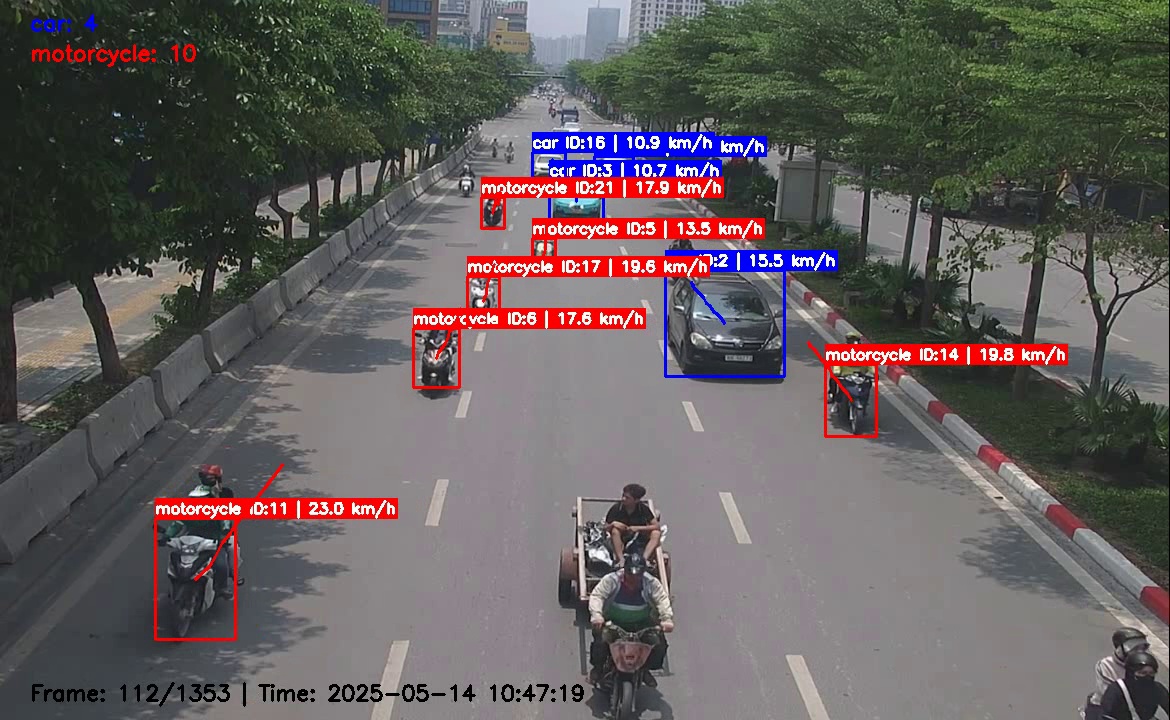 car: 4
motorcycle: 10
car ID:16 | 10.9 km/h
km/h
car ID:3 | 10.7 km/h
motorcycle ID:21 | 17.9 km/h
motorcycle ID:5 | 13.5 km/h
ID:2 | 15.5 km/h
motorcycle ID:17 | 19.6 km/h
motorcycle ID:6 | 17.6 km/h
motorcycle ID:14 | 19.8 km/h
motorcycle ID:11 | 23.0 km/h
Frame: 112/1353 | Time: 2025-05-14 10:47:19